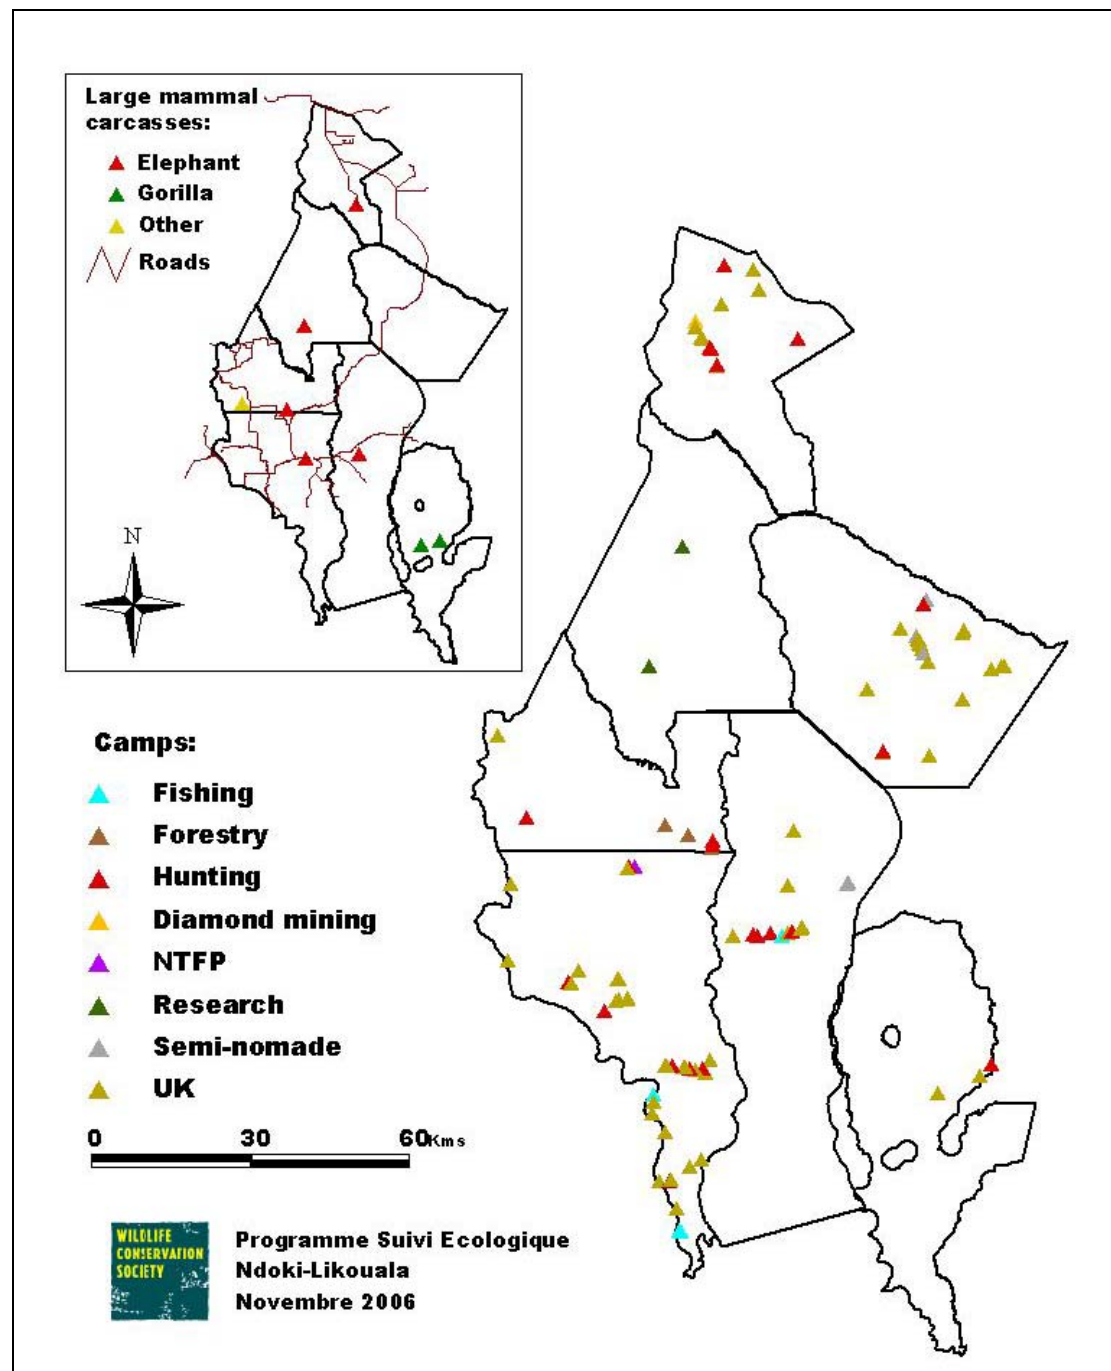 Large mammal
carcasses:
Elephant
Gorilla
Other
Roads
N
Camps:
Fishing
Forestry
Hunting
Diamond mining
NTFP
Research
Semi-nomade
UK
0 30 60Kms
WILDLIFE
CONSERVATION
SOCIETY
Programme Suivi Ecologique
Ndoki-Likouala
Novembre 2006